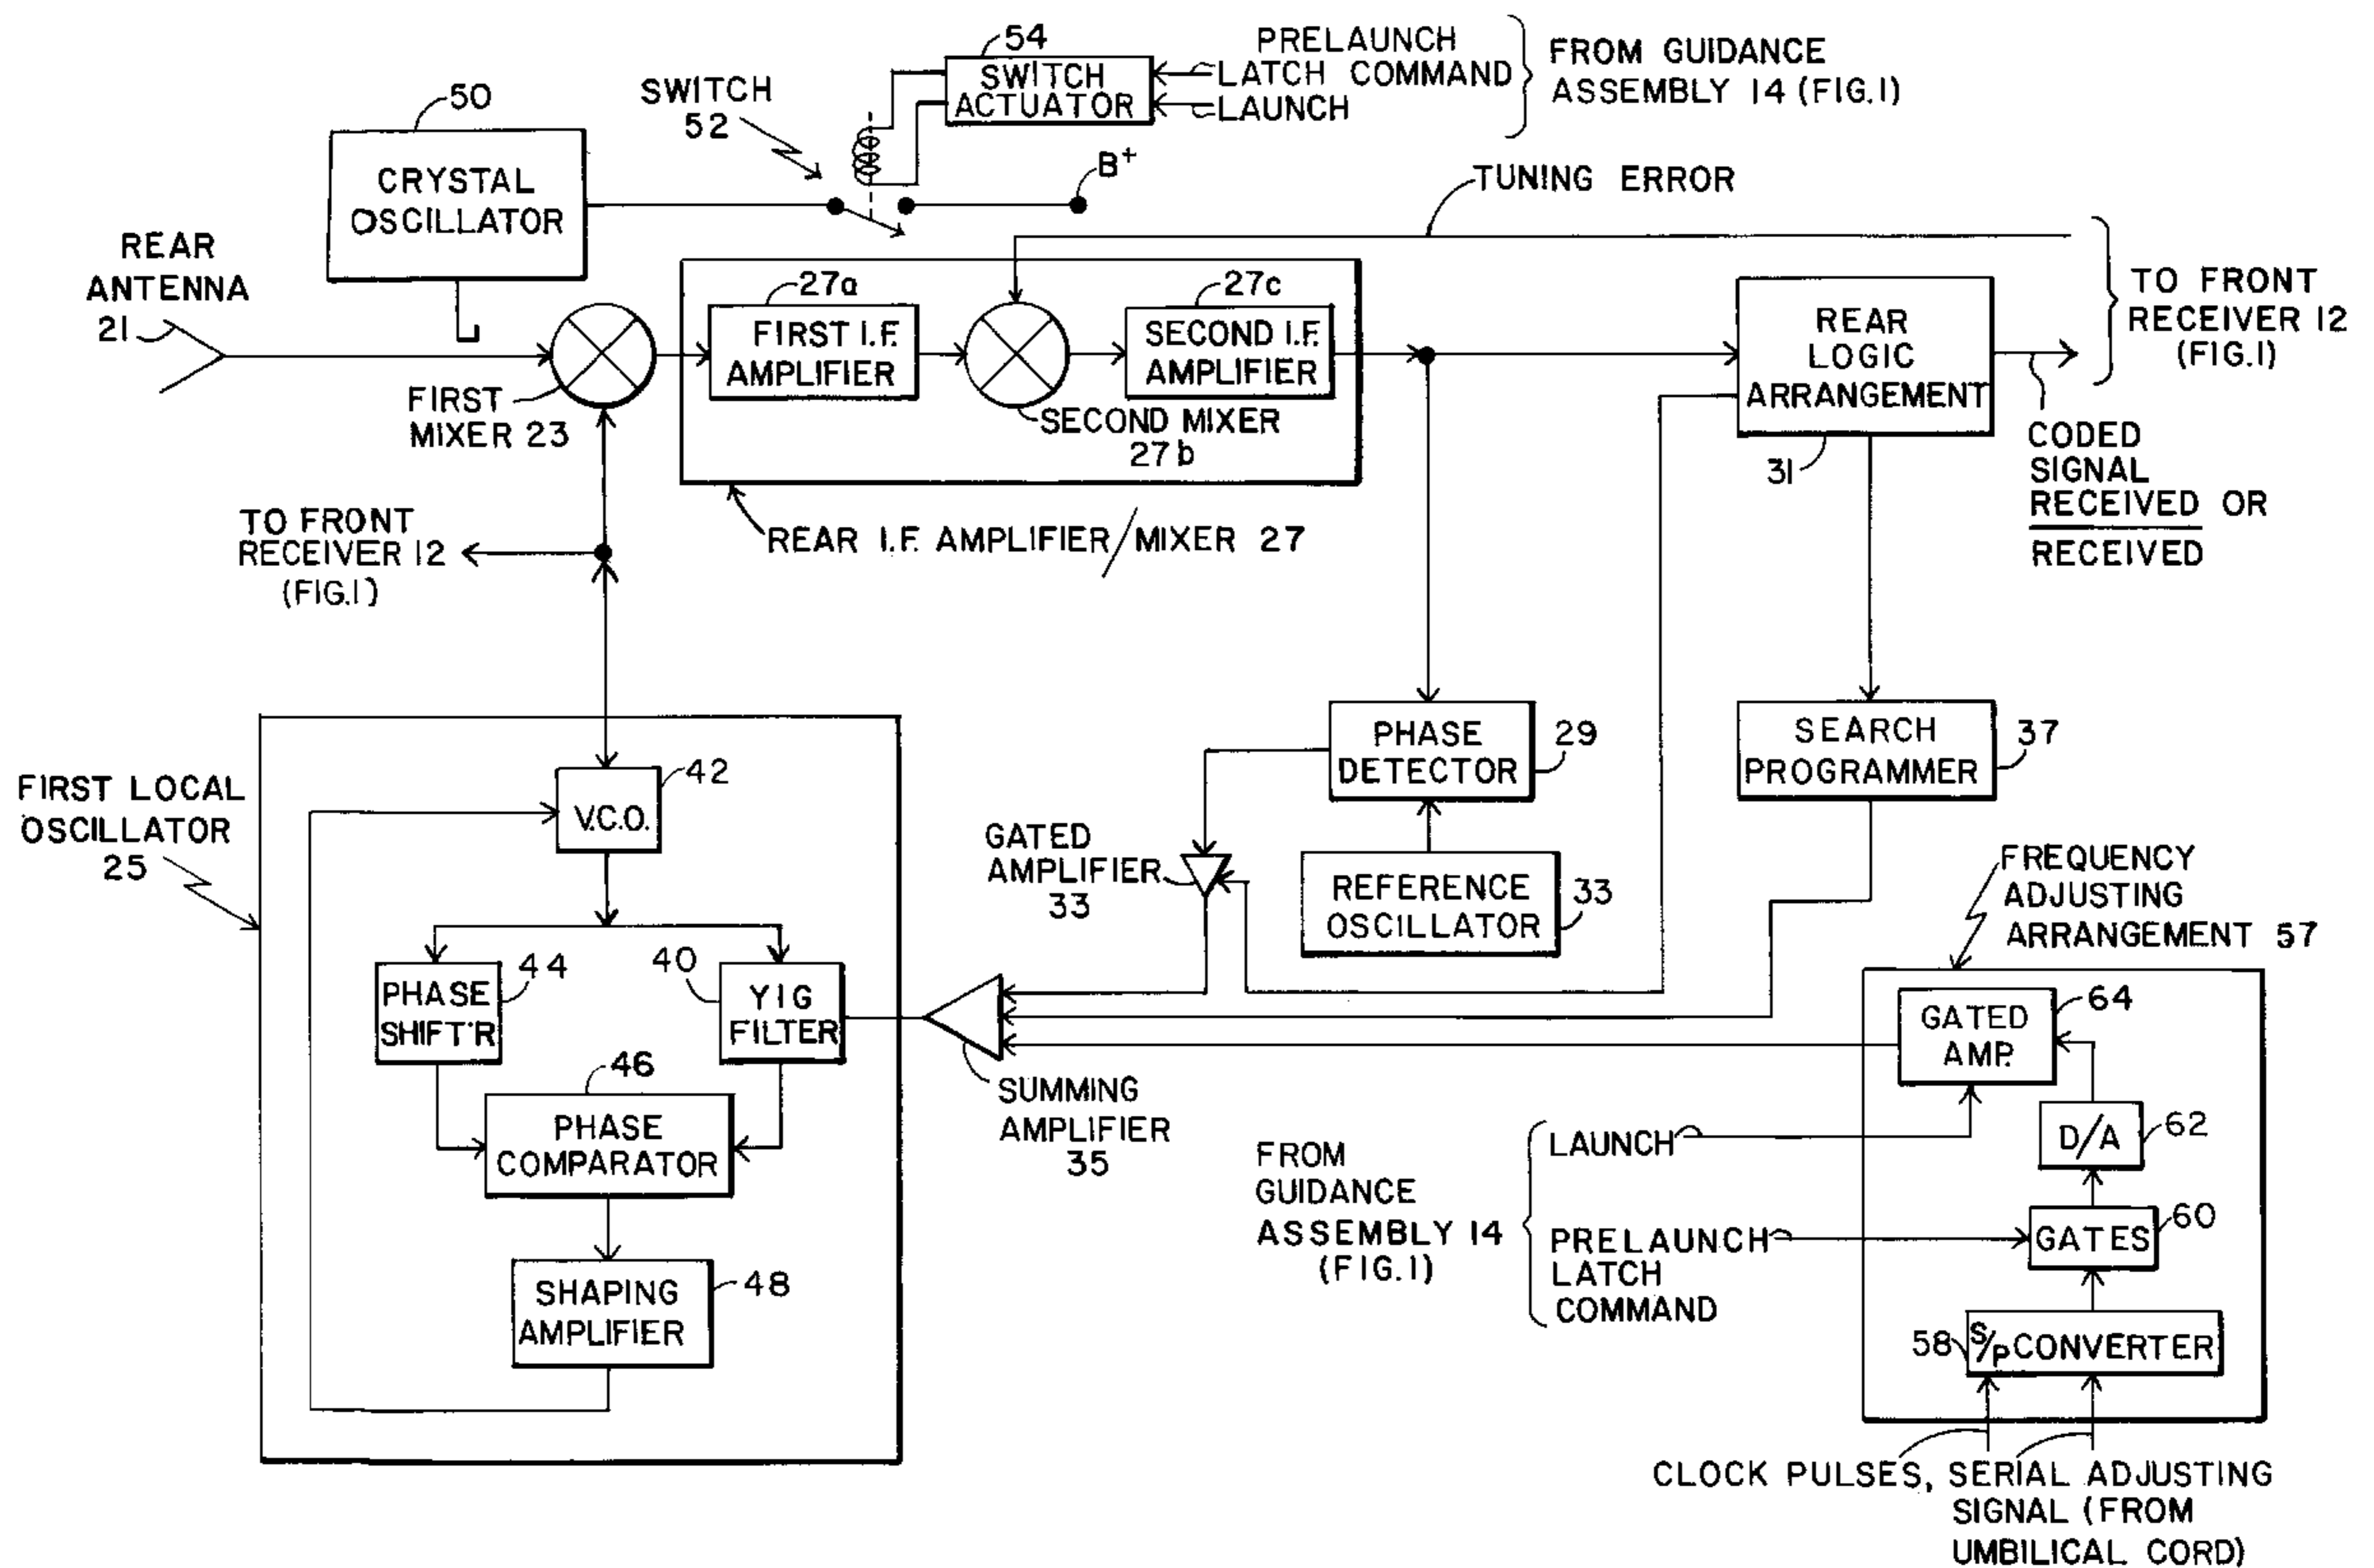 54
PRELAUNCH
LATCH COMMAND
LAUNCH
FROM GUIDANCE
ASSEMBLY 14 (FIG.1)
SWITCH
ACTUATOR
SWITCH
52
50
CRYSTAL
OSCILLATOR
B+
TUNING ERROR
REAR
ANTENNA
21
27a
FIRST I.F.
AMPLIFIER
27c
SECOND I.F.
AMPLIFIER
REAR
LOGIC
ARRANGEMENT
31
TO FRONT
RECEIVER 12
(FIG.1)
FIRST
MIXER 23
SECOND MIXER
27b
CODED
SIGNAL
RECEIVED OR
RECEIVED
TO FRONT
RECEIVER 12
(FIG.1)
REAR I.F. AMPLIFIER/MIXER 27
FIRST LOCAL
OSCILLATOR
25
42
V.C.O.
PHASE
DETECTOR
29
SEARCH
PROGRAMMER
37
GATED
AMPLIFIER
33
REFERENCE
OSCILLATOR
33
FREQUENCY
ADJUSTING
ARRANGEMENT 57
PHASE
SHIFT'R
44
40
YIG
FILTER
GATED
AMP.
64
46
PHASE
COMPARATOR
SUMMING
AMPLIFIER
35
D/A
62
FROM
GUIDANCE
ASSEMBLY 14
(FIG.1)
LAUNCH
PRELAUNCH
LATCH
COMMAND
GATES
60
SHAPING
AMPLIFIER
48
58
S/P CONVERTER
CLOCK PULSES, SERIAL ADJUSTING
SIGNAL (FROM
UMBILICAL CORD)